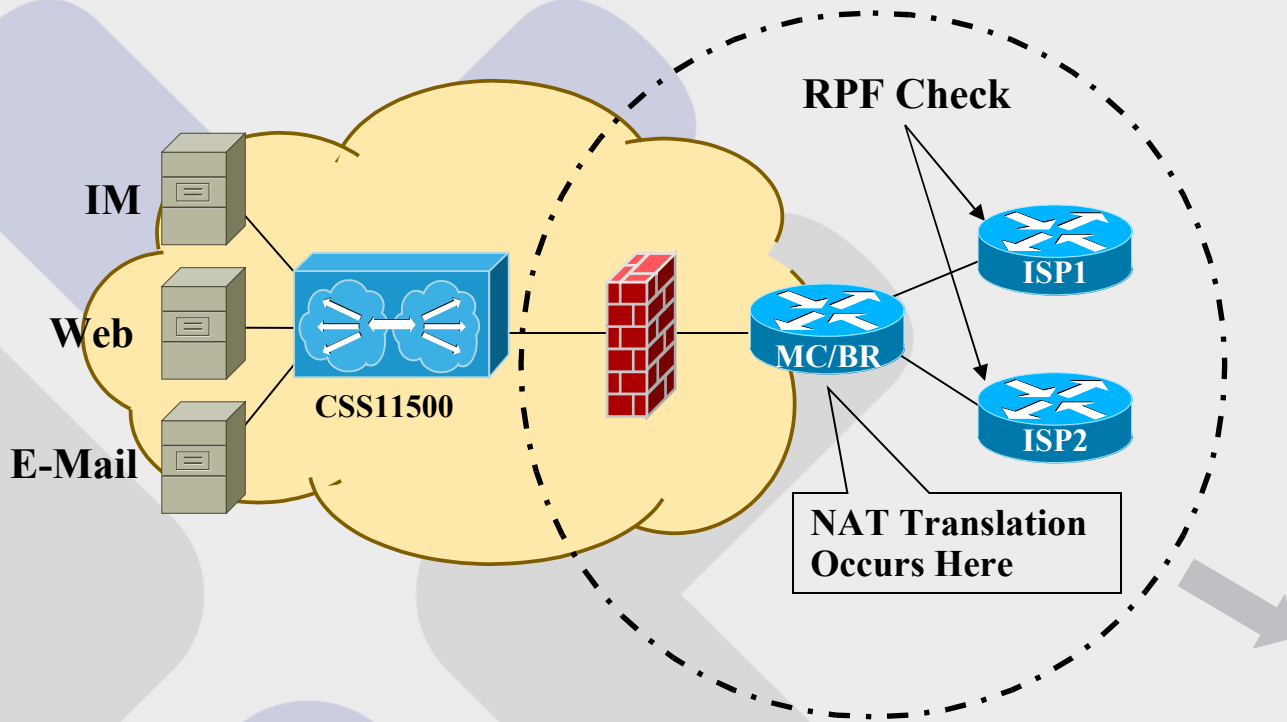 RPF Check
IM
ISP1
Web
MC/BR
CSS11500
ISP2
E-Mail
NAT Translation
Occurs Here